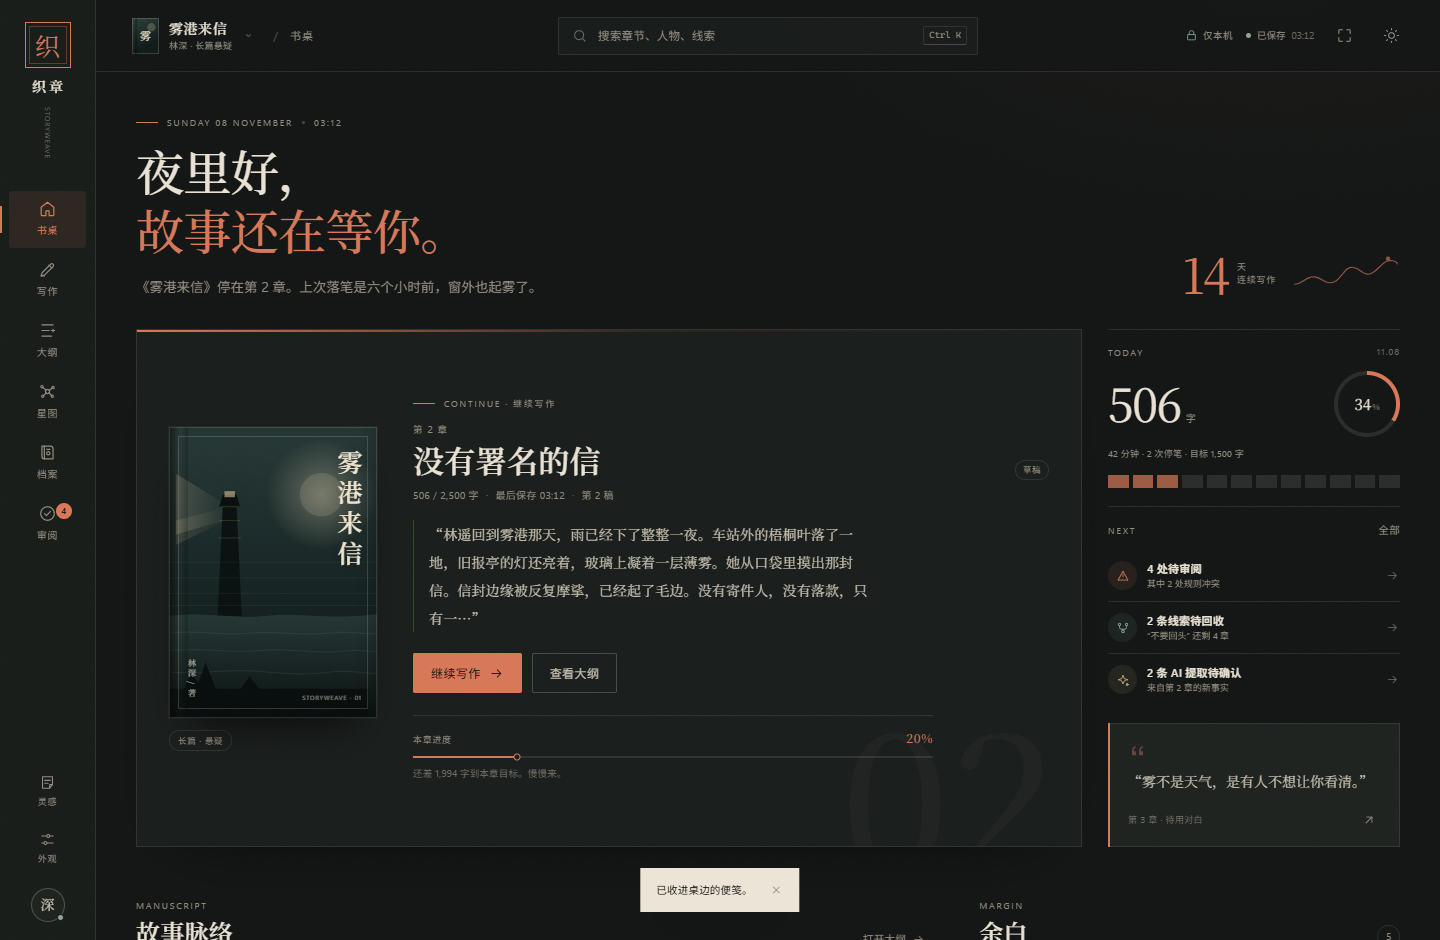 织
织章
STORYWEAVE
书桌
写作
大纲
星图
档案
4
审阅
灵感
外观
深
雾
雾港来信
林深 · 长篇悬疑
/ 书桌
搜索章节、人物、线索
Ctrl K
仅本机
已保存 03:12
SUNDAY 08 NOVEMBER • 03:12
夜里好，
故事还在等你。
《雾港来信》停在第 2 章。上次落笔是六个小时前，窗外也起雾了。
14
天
连续写作
雾港来信
林深 / 著
STORYWEAVE · 01
长篇 · 悬疑
CONTINUE · 继续写作
第 2 章
没有署名的信
506 / 2,500 字 · 最后保存 03:12 · 第 2 稿
草稿
“林遥回到雾港那天，雨已经下了整整一夜。车站外的梧桐叶落了一
地，旧报亭的灯还亮着，玻璃上凝着一层薄雾。她从口袋里摸出那封
信。信封边缘被反复摩挲，已经起了毛边。没有寄件人，没有落款，只
有一…”
继续写作 →
查看大纲
本章进度
20%
还差 1,994 字到本章目标。慢慢来。
02
TODAY
11.08
506 字
34%
42 分钟 · 2 次停笔 · 目标 1,500 字
NEXT
全部
4 处待审阅
其中 2 处规则冲突
2 条线索待回收
“不要回头” 还剩 4 章
2 条 AI 提取待确认
来自第 2 章的新事实
“
“雾不是天气，是有人不想让你看清。”
第 3 章 · 待用对白
已收进桌边的便笺。
MANUSCRIPT
故事脉络
打开大纲 →
MARGIN
余白
5